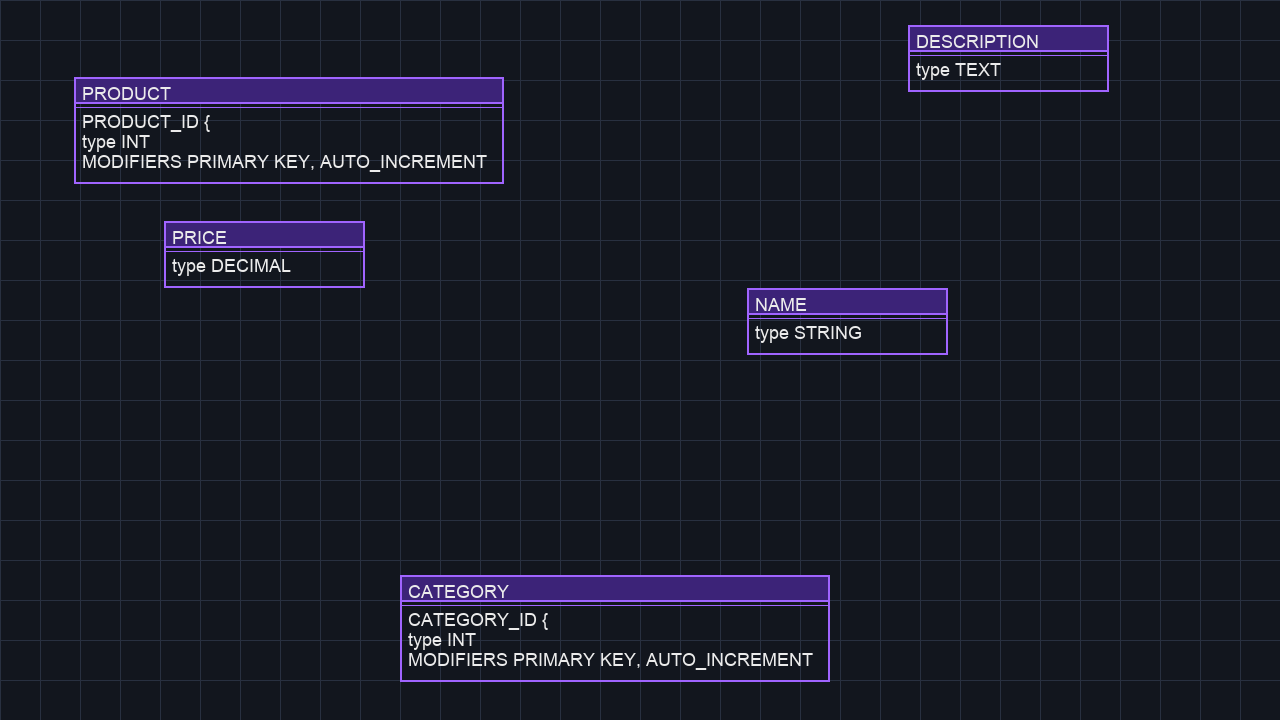 DESCRIPTION
type TEXT
PRODUCT
PRODUCT_ID {
type INT
MODIFIERS PRIMARY KEY, AUTO_INCREMENT
PRICE
type DECIMAL
NAME
type STRING
CATEGORY
CATEGORY_ID {
type INT
MODIFIERS PRIMARY KEY, AUTO_INCREMENT